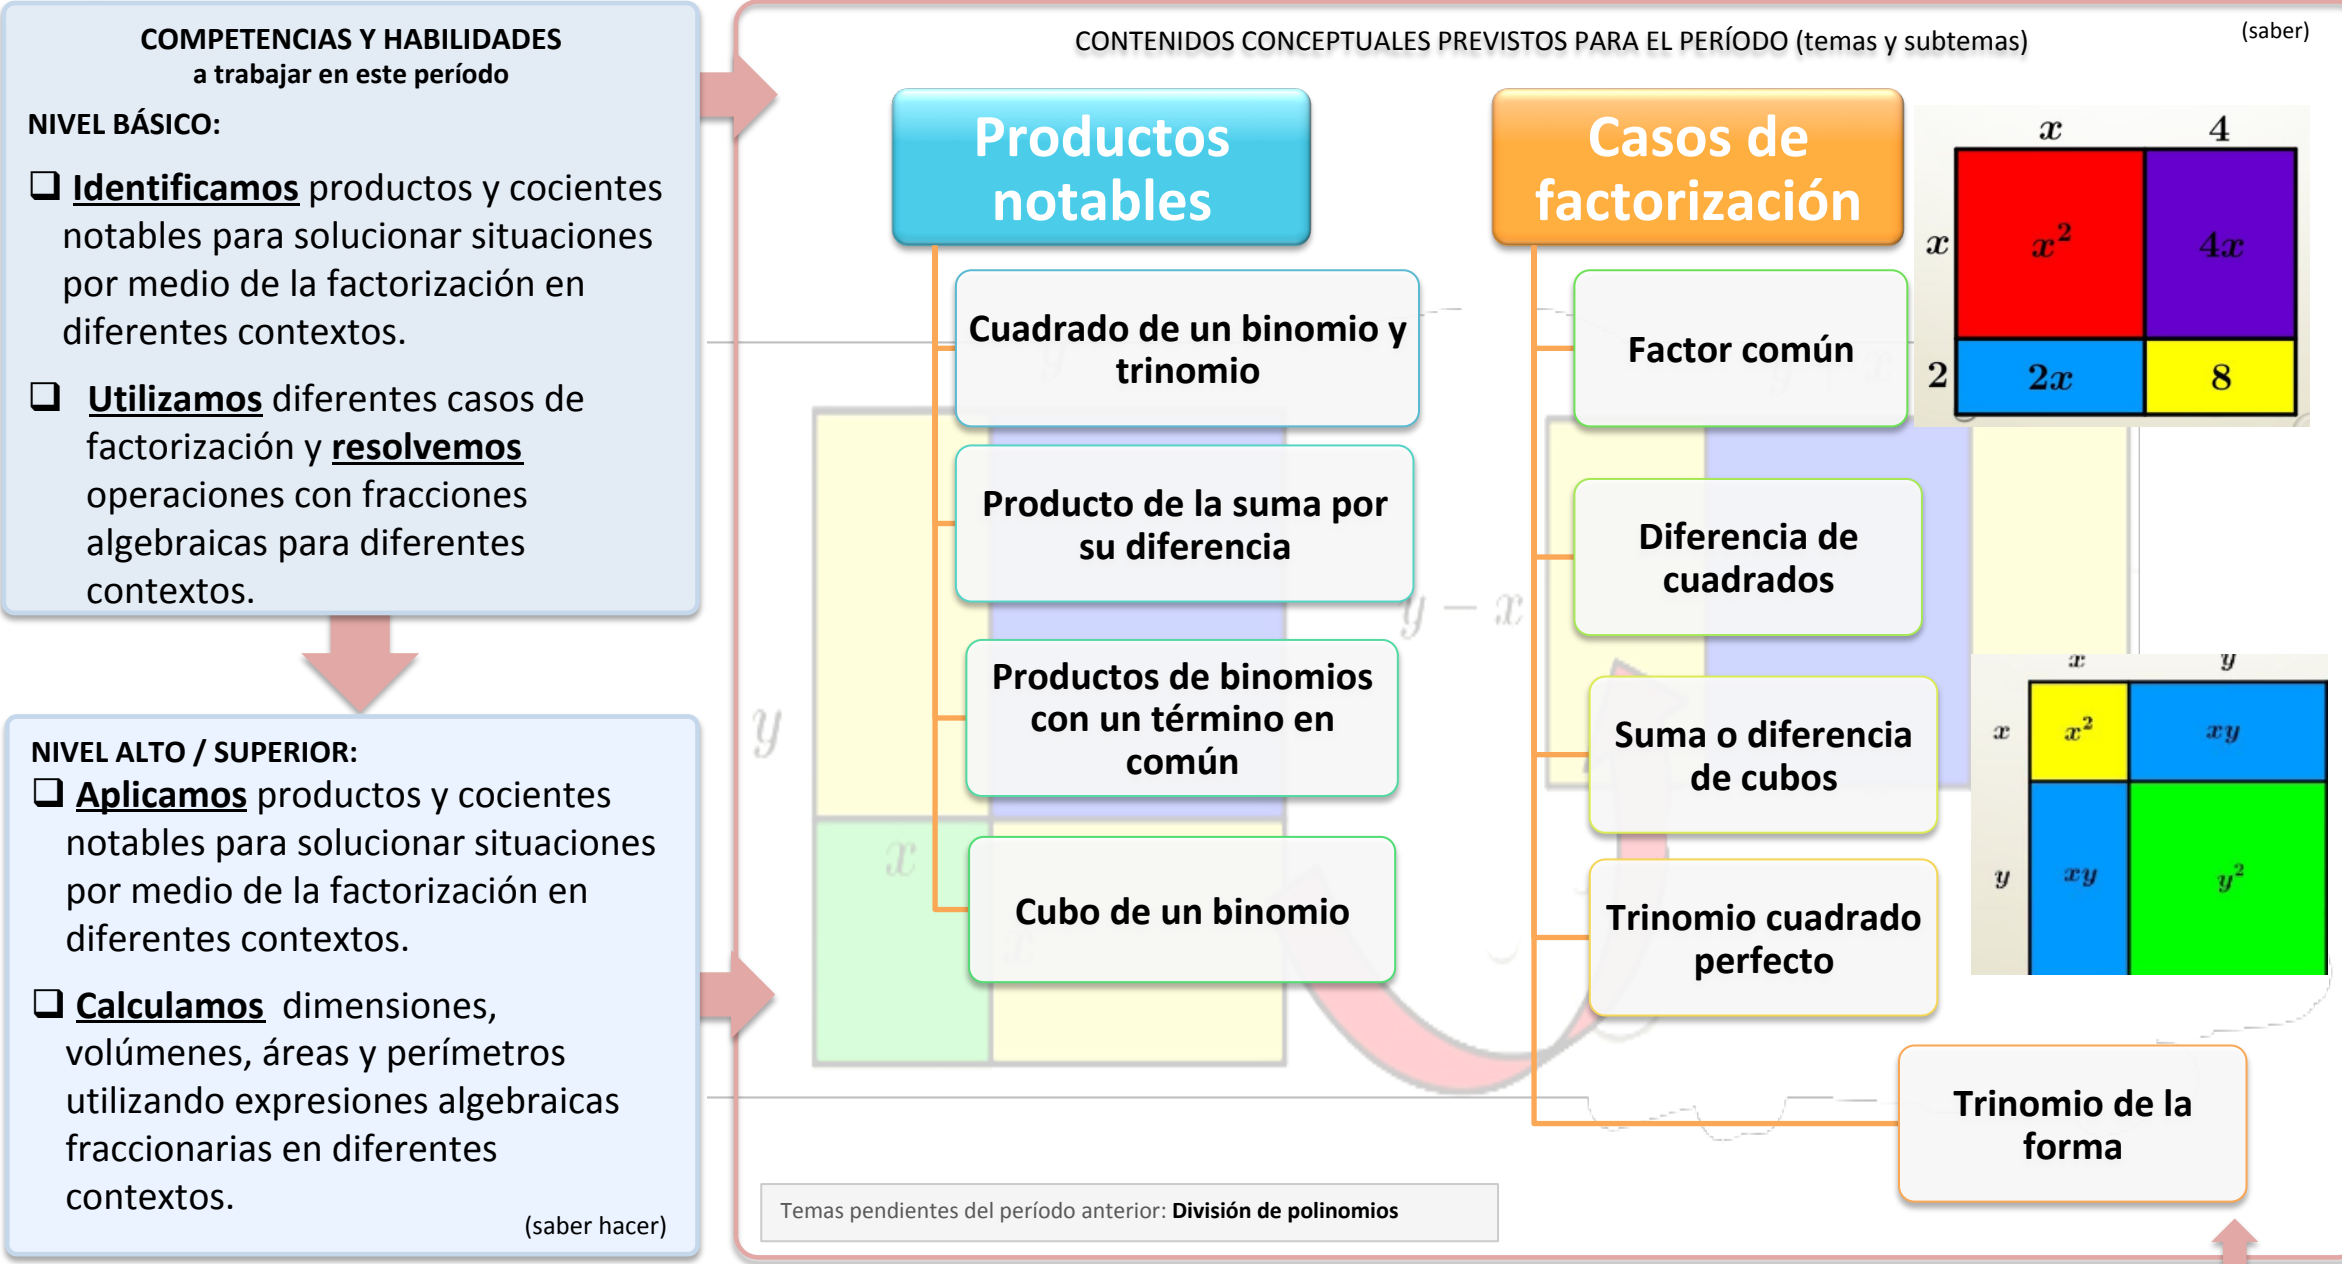 COMPETENCIAS Y HABILIDADES
a trabajar en este período
NIVEL BÁSICO:
❑ Identificamos productos y cocientes
notables para solucionar situaciones
por medio de la factorización en
diferentes contextos.
❑ Utilizamos diferentes casos de
factorización y resolvemos
operaciones con fracciones
algebraicas para diferentes
contextos.
NIVEL ALTO / SUPERIOR:
❑ Aplicamos productos y cocientes
notables para solucionar situaciones
por medio de la factorización en
diferentes contextos.
❑ Calculamos dimensiones,
volúmenes, áreas y perímetros
utilizando expresiones algebraicas
fraccionarias en diferentes
contextos.
(saber hacer)
CONTENIDOS CONCEPTUALES PREVISTOS PARA EL PERÍODO (temas y subtemas)
(saber)
Productos
notables
Cuadrado de un binomio y
trinomio
Producto de la suma por
su diferencia
Productos de binomios
con un término en
común
Cubo de un binomio
Casos de
factorización
Factor común
Diferencia de
cuadrados
Suma o diferencia
de cubos
Trinomio cuadrado
perfecto
Trinomio de la
forma
x 4
x x² 4x
2 2x 8
x y
x x² xy
y xy y²
y − x
y
x
Temas pendientes del período anterior: División de polinomios